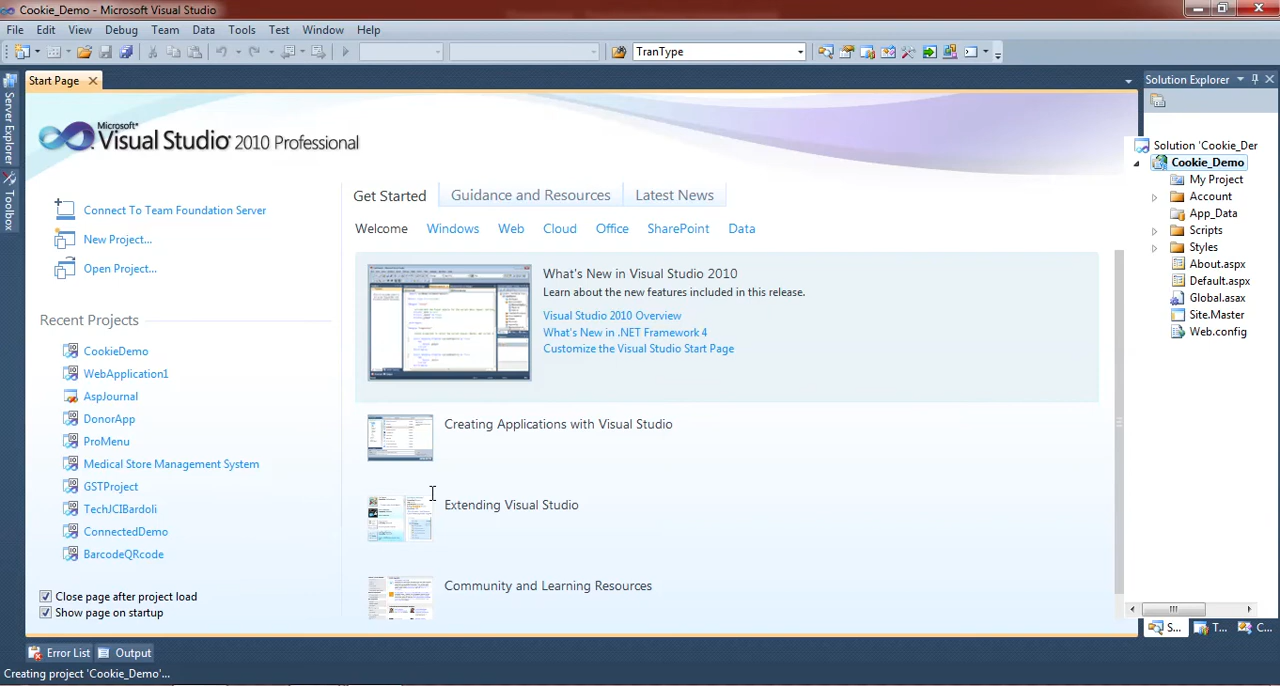 Cookie_Demo - Microsoft Visual Studio
File Edit View Debug Team Data Tools Test Window Help
TranType
Start Page
Solution Explorer
Server Explorer
Toolbox
Microsoft
Visual Studio 2010 Professional
Connect To Team Foundation Server
New Project...
Open Project...
Recent Projects
CookieDemo
WebApplication1
AspJournal
DonorApp
ProMenu
Medical Store Management System
GSTProject
TechJCIBardoli
ConnectedDemo
BarcodeQRcode
Close page after project load
Show page on startup
Get Started Guidance and Resources Latest News
Welcome Windows Web Cloud Office SharePoint Data
What's New in Visual Studio 2010
Learn about the new features included in this release.
Visual Studio 2010 Overview
What's New in .NET Framework 4
Customize the Visual Studio Start Page
Creating Applications with Visual Studio
Extending Visual Studio
Community and Learning Resources
Solution 'Cookie_Der
Cookie_Demo
My Project
Account
App_Data
Scripts
Styles
About.aspx
Default.aspx
Global.asax
Site.Master
Web.config
S... T... C...
Error List Output
Creating project 'Cookie_Demo'...